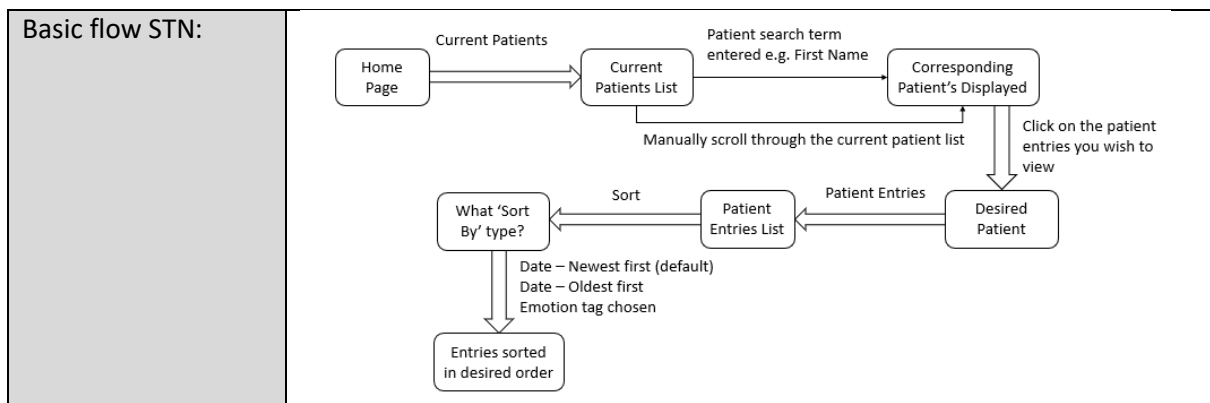 Basic flow STN:
Current Patients
Patient search term
entered e.g. First Name
Home
Page
Current
Patients List
Corresponding
Patient's Displayed
Manually scroll through the current patient list
Click on the patient
entries you wish to
view
What 'Sort
By' type?
Sort
Patient
Entries List
Patient Entries
Desired
Patient
Date – Newest first (default)
Date – Oldest first
Emotion tag chosen
Entries sorted
in desired order